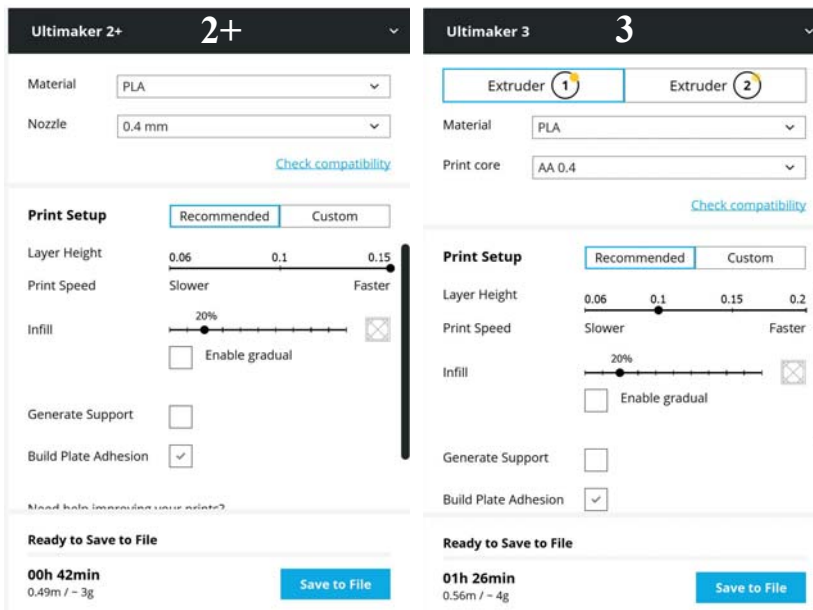 Ultimaker 2+ 2+
Material PLA
Nozzle 0.4 mm
Check compatibility
Print Setup Recommended Custom
Layer Height 0.06 0.1 0.15
Print Speed Slower Faster
20%
Infill
Enable gradual
Generate Support
Build Plate Adhesion
Need help improving your prints?
Ready to Save to File
00h 42min
0.49m / ~ 3g
Save to File
Ultimaker 3 3
Extruder 1 Extruder 2
Material PLA
Print core AA 0.4
Check compatibility
Print Setup Recommended Custom
Layer Height 0.06 0.1 0.15 0.2
Print Speed Slower Faster
20%
Infill
Enable gradual
Generate Support
Build Plate Adhesion
Ready to Save to File
01h 26min
0.56m / ~ 4g
Save to File